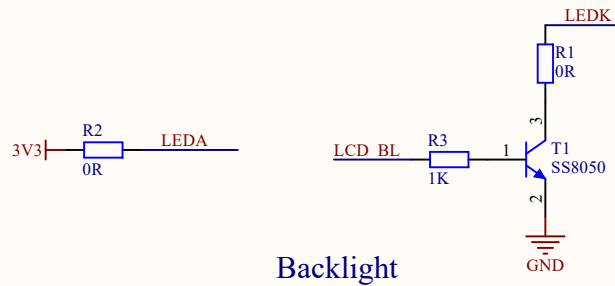 LEDK
R1
0R
3
R2
3V3
LEDA
0R
LCD_BL
R3
1K
1
T1
SS8050
2
GND
Backlight